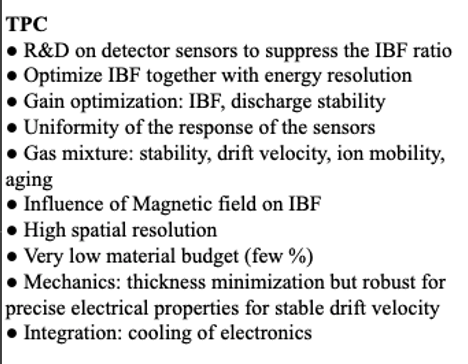 TPC
● R&D on detector sensors to suppress the IBF ratio
● Optimize IBF together with energy resolution
● Gain optimization: IBF, discharge stability
● Uniformity of the response of the sensors
● Gas mixture: stability, drift velocity, ion mobility,
aging
● Influence of Magnetic field on IBF
● High spatial resolution
● Very low material budget (few %)
● Mechanics: thickness minimization but robust for
precise electrical properties for stable drift velocity
● Integration: cooling of electronics